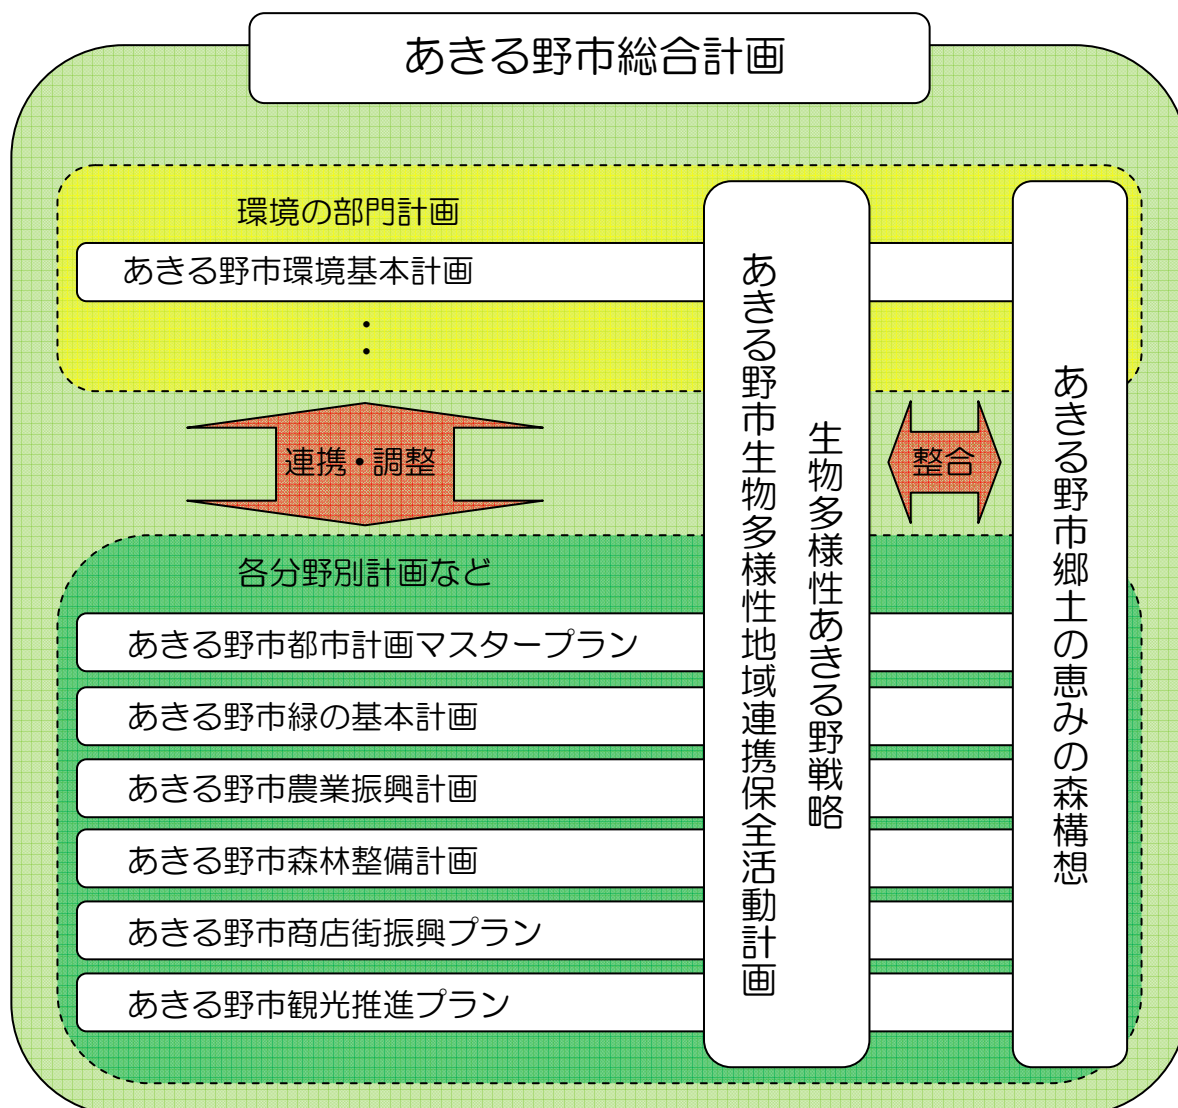 あきる野市総合計画
環境の部門計画
あきる野市環境基本計画
：
連携・調整
各分野別計画など
あきる野市都市計画マスタープラン
あきる野市緑の基本計画
あきる野市農業振興計画
あきる野市森林整備計画
あきる野市商店街振興プラン
あきる野市観光推進プラン
生物多様性あきる野戦略
あきる野市生物多様性地域連携保全活動計画
整合
あきる野市郷土の恵みの森構想